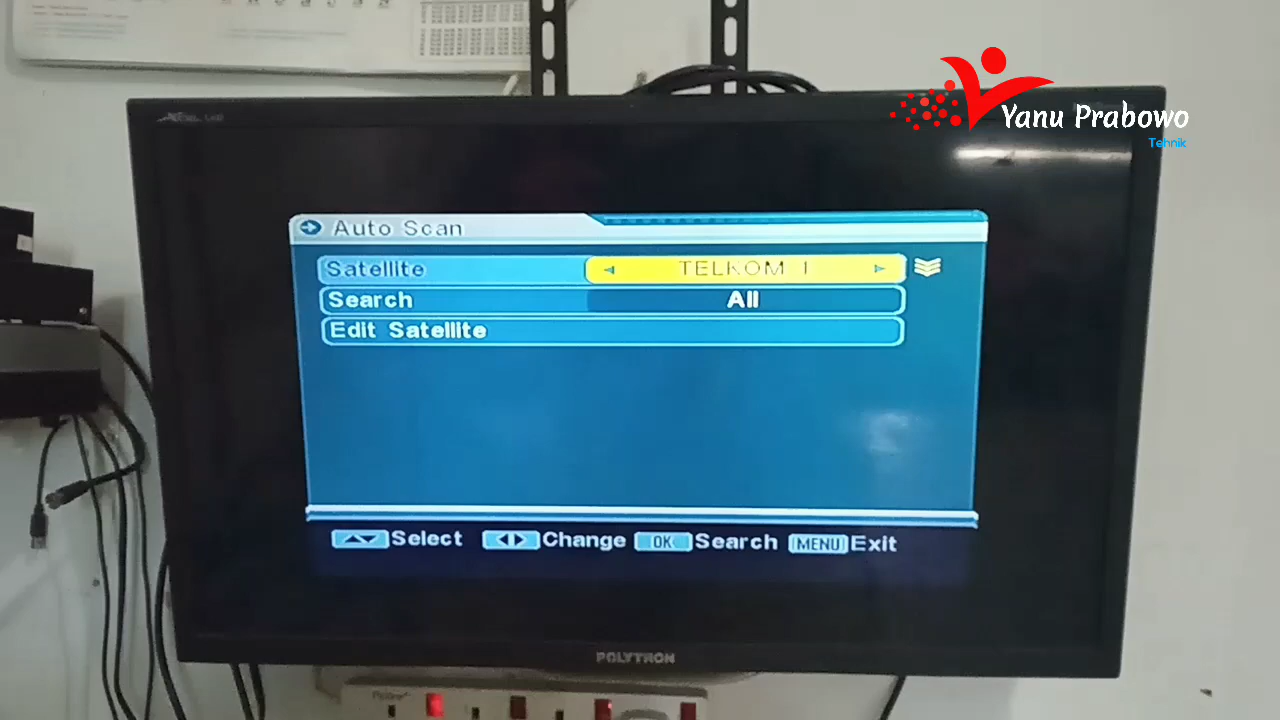 Yanu Prabowo
Tehnik
Auto Scan
Satellite TELKOM 1
Search All
Edit Satellite
Select Change OK Search MENU Exit
POLYTRON